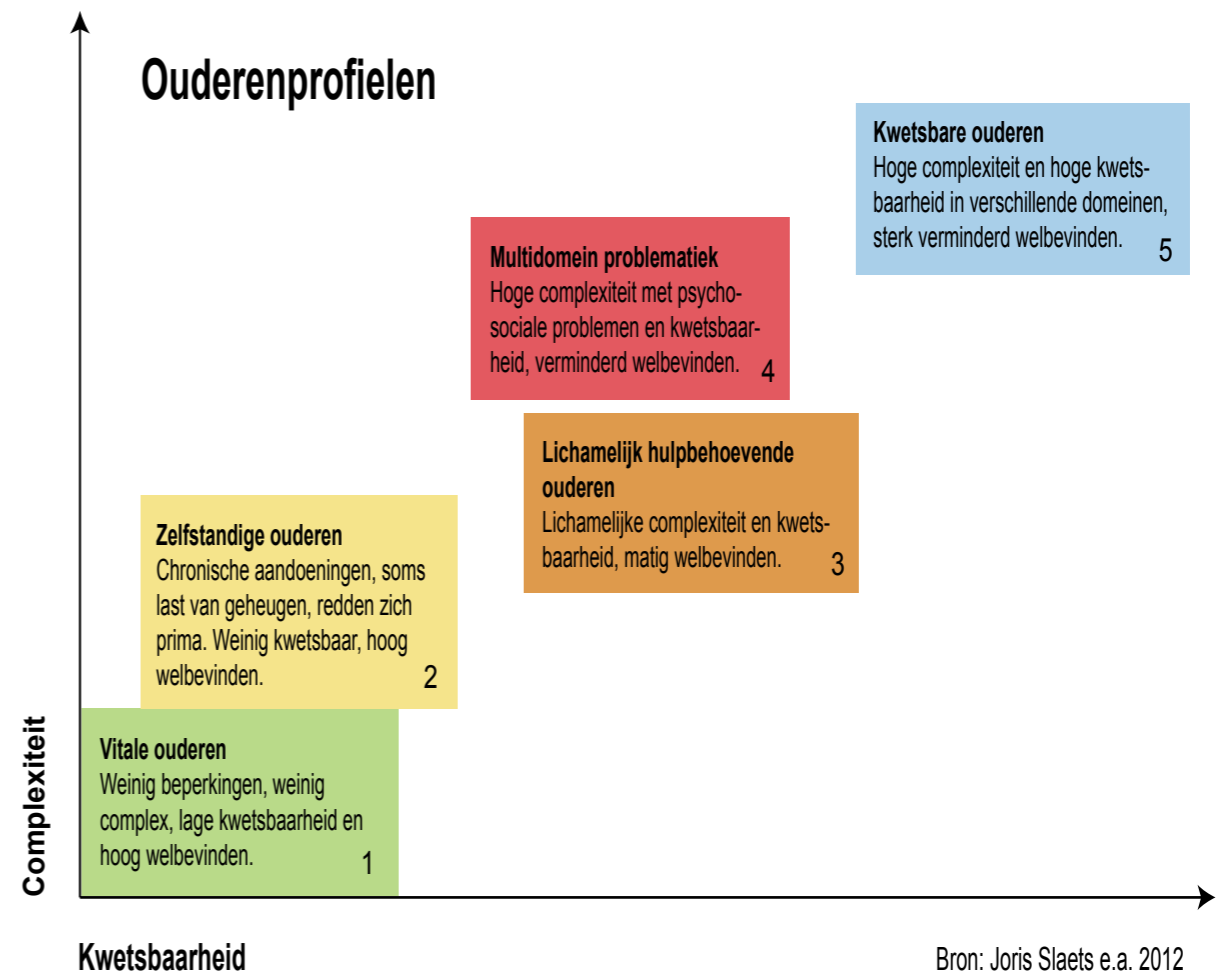 Ouderenprofielen
Kwetsbare ouderen
Hoge complexiteit en hoge kwets-
baarheid in verschillende domeinen,
sterk verminderd welbevinden.
5
Multidomein problematiek
Hoge complexiteit met psycho-
sociale problemen en kwetsbaar-
heid, verminderd welbevinden.
4
Lichamelijk hulpbehoevende
ouderen
Lichamelijke complexiteit en kwets-
baarheid, matig welbevinden.
3
Zelfstandige ouderen
Chronische aandoeningen, soms
last van geheugen, redden zich
prima. Weinig kwetsbaar, hoog
welbevinden.
2
Vitale ouderen
Weinig beperkingen, weinig
complex, lage kwetsbaarheid en
hoog welbevinden.
1
Complexiteit
Kwetsbaarheid
Bron: Joris Slaets e.a. 2012